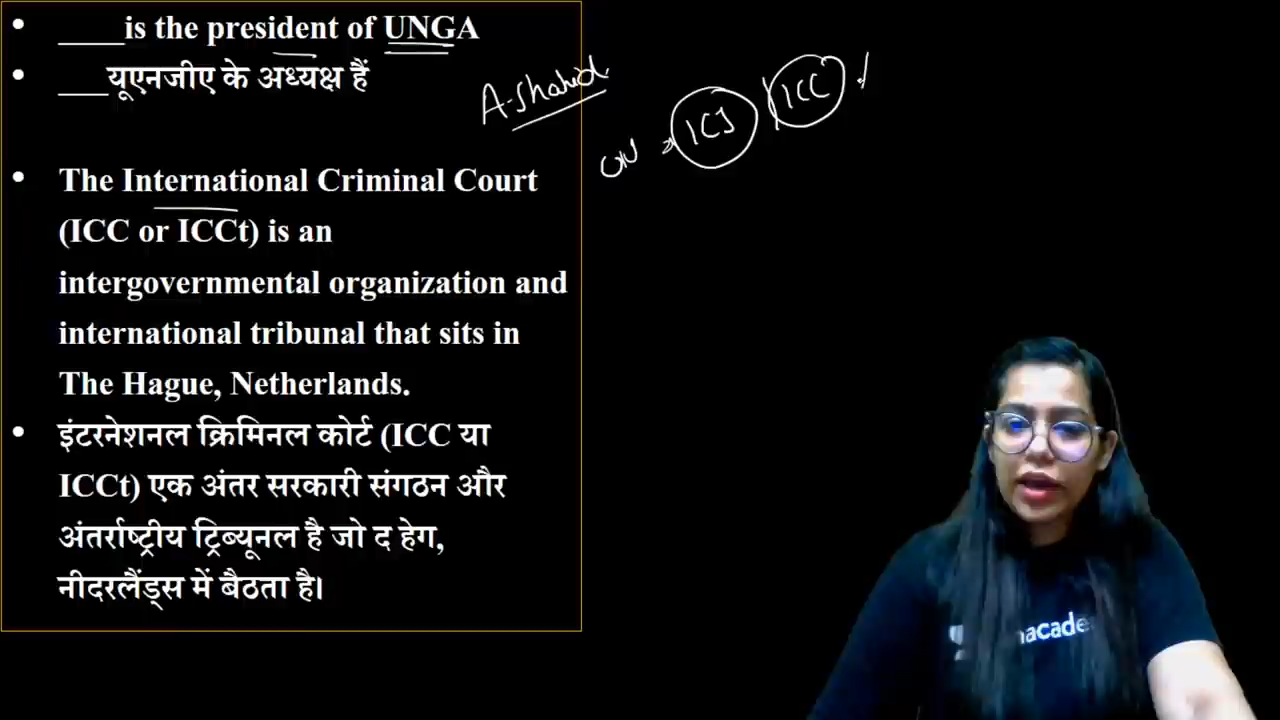 • ____is the president of UNGA
• ___यूएनजीए के अध्यक्ष हैं
A. Shahid
UN
ICJ
ICC
• The International Criminal Court
(ICC or ICCt) is an
intergovernmental organization and
international tribunal that sits in
The Hague, Netherlands.
• इंटरनेशनल क्रिमिनल कोर्ट (ICC या
ICCt) एक अंतर सरकारी संगठन और
अंतर्राष्ट्रीय ट्रिब्यूनल है जो द हेग,
नीदरलैंड्स में बैठता है।